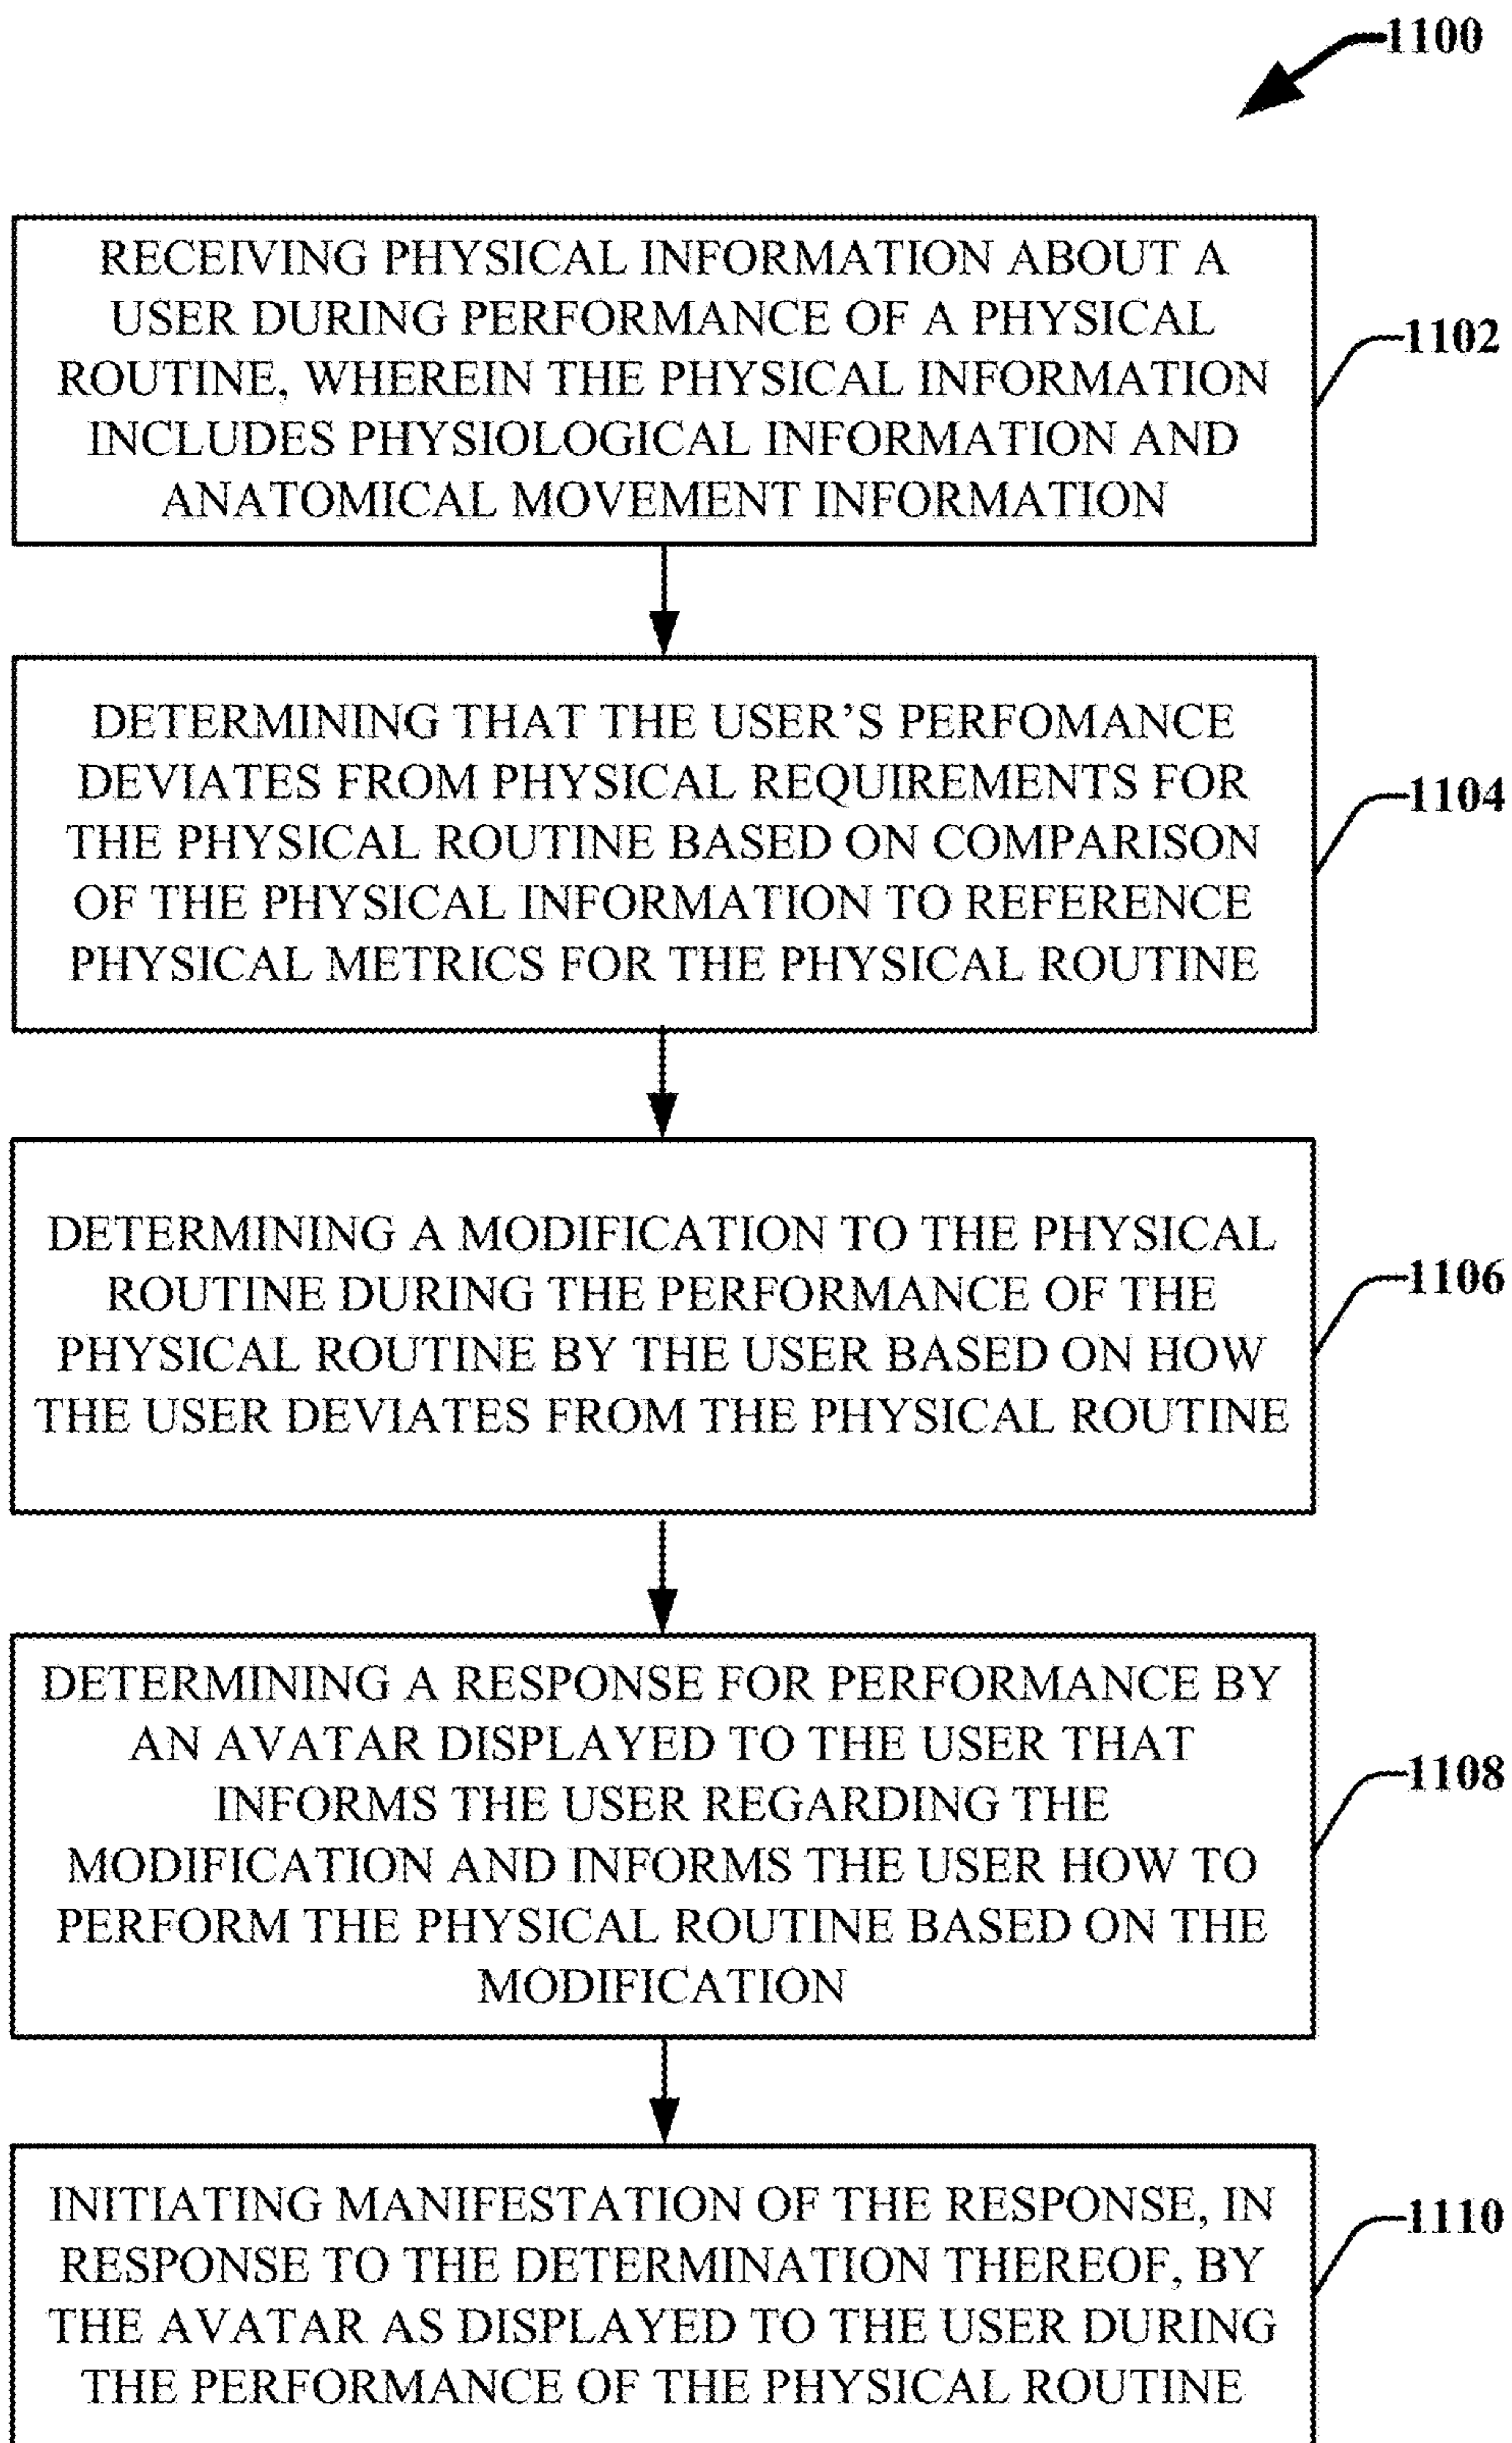 1100
RECEIVING PHYSICAL INFORMATION ABOUT A
USER DURING PERFORMANCE OF A PHYSICAL
ROUTINE, WHEREIN THE PHYSICAL INFORMATION
INCLUDES PHYSIOLOGICAL INFORMATION AND
ANATOMICAL MOVEMENT INFORMATION
1102
DETERMINING THAT THE USER’S PERFOMANCE
DEVIATES FROM PHYSICAL REQUIREMENTS FOR
THE PHYSICAL ROUTINE BASED ON COMPARISON
OF THE PHYSICAL INFORMATION TO REFERENCE
PHYSICAL METRICS FOR THE PHYSICAL ROUTINE
1104
DETERMINING A MODIFICATION TO THE PHYSICAL
ROUTINE DURING THE PERFORMANCE OF THE
PHYSICAL ROUTINE BY THE USER BASED ON HOW
THE USER DEVIATES FROM THE PHYSICAL ROUTINE
1106
DETERMINING A RESPONSE FOR PERFORMANCE BY
AN AVATAR DISPLAYED TO THE USER THAT
INFORMS THE USER REGARDING THE
MODIFICATION AND INFORMS THE USER HOW TO
PERFORM THE PHYSICAL ROUTINE BASED ON THE
MODIFICATION
1108
INITIATING MANIFESTATION OF THE RESPONSE, IN
RESPONSE TO THE DETERMINATION THEREOF, BY
THE AVATAR AS DISPLAYED TO THE USER DURING
THE PERFORMANCE OF THE PHYSICAL ROUTINE
1110